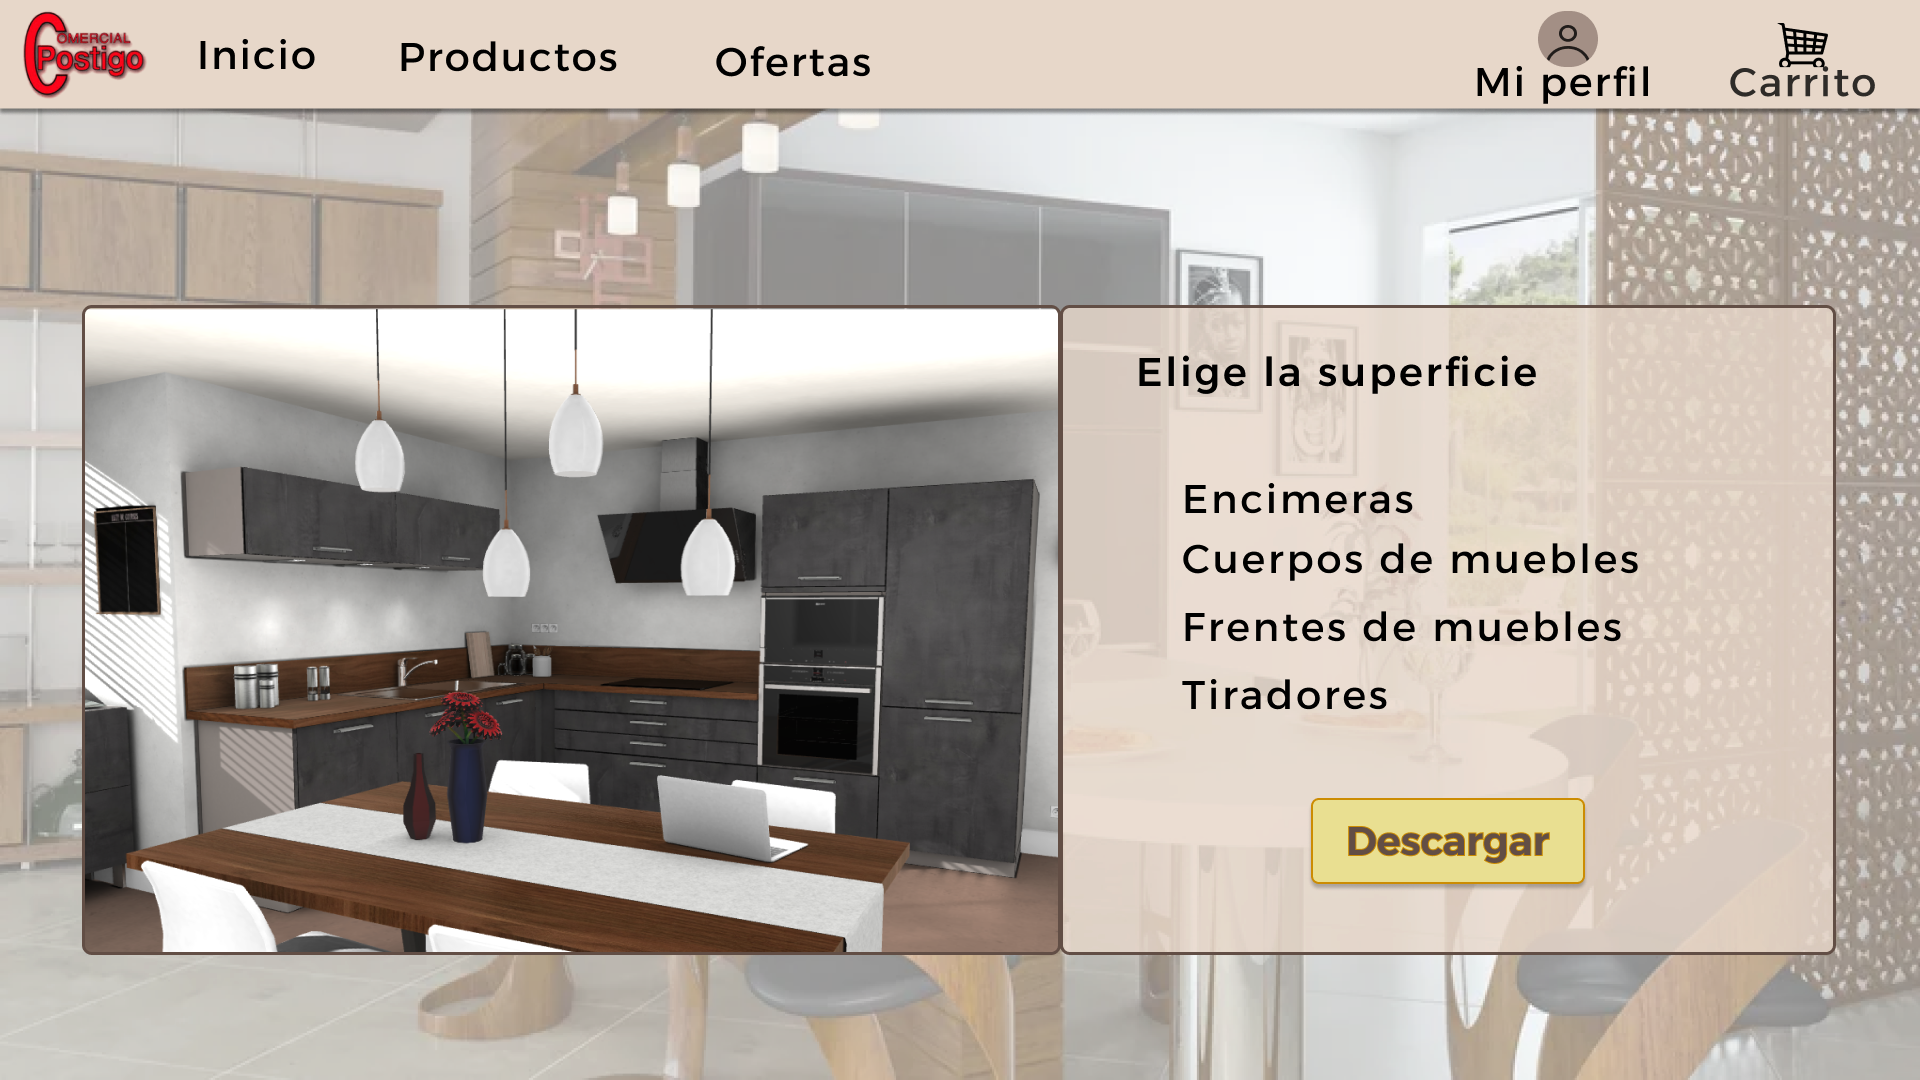 COMERCIAL
Postigo
Inicio
Productos
Ofertas
Mi perfil
Carrito
Elige la superficie
Encimeras
Cuerpos de muebles
Frentes de muebles
Tiradores
Descargar